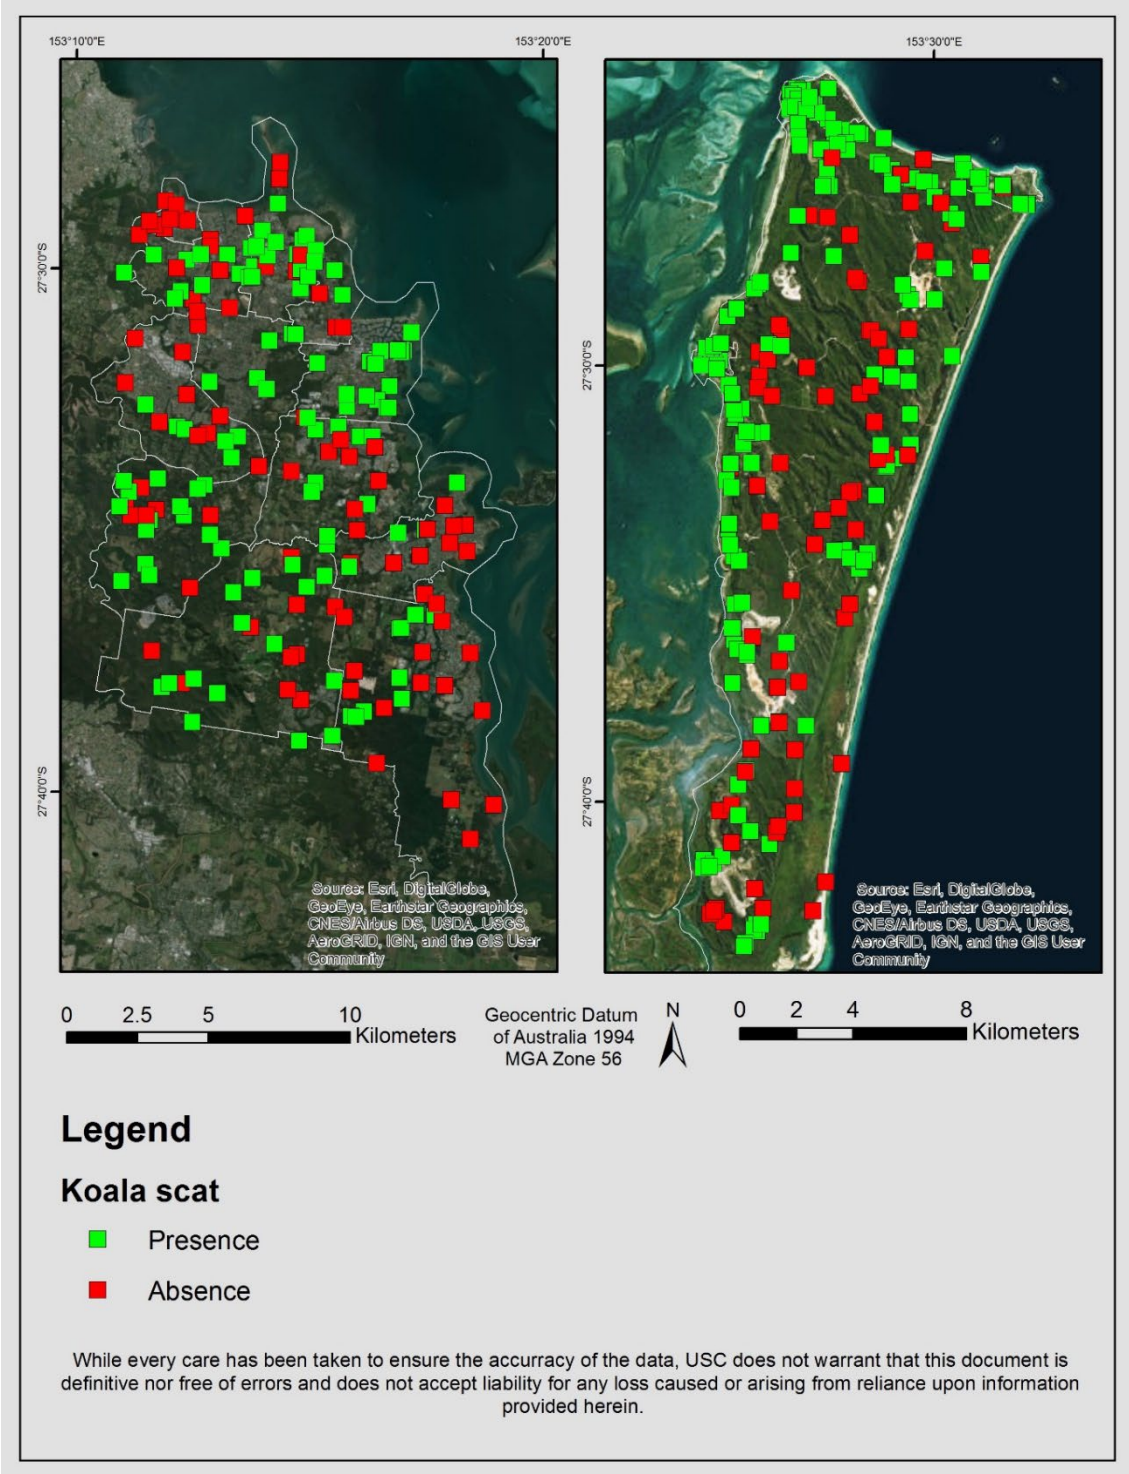 153°10'0"E
153°20'0"E
153°30'0"E
27°30'0"S
27°40'0"S
27°30'0"S
27°40'0"S
Source: Esri, DigitalGlobe,
GeoEye, Earthstar Geographics,
CNES/Airbus DS, USDA, USGS,
AeroGRID, IGN, and the GIS User
Community
Source: Esri, DigitalGlobe,
GeoEye, Earthstar Geographics,
CNES/Airbus DS, USDA, USGS,
AeroGRID, IGN, and the GIS User
Community
0 2.5 5 10
Kilometers
Geocentric Datum
of Australia 1994
MGA Zone 56
N
0 2 4 8
Kilometers
Legend
Koala scat
Presence
Absence
While every care has been taken to ensure the accurracy of the data, USC does not warrant that this document is
definitive nor free of errors and does not accept liability for any loss caused or arising from reliance upon information
provided herein.